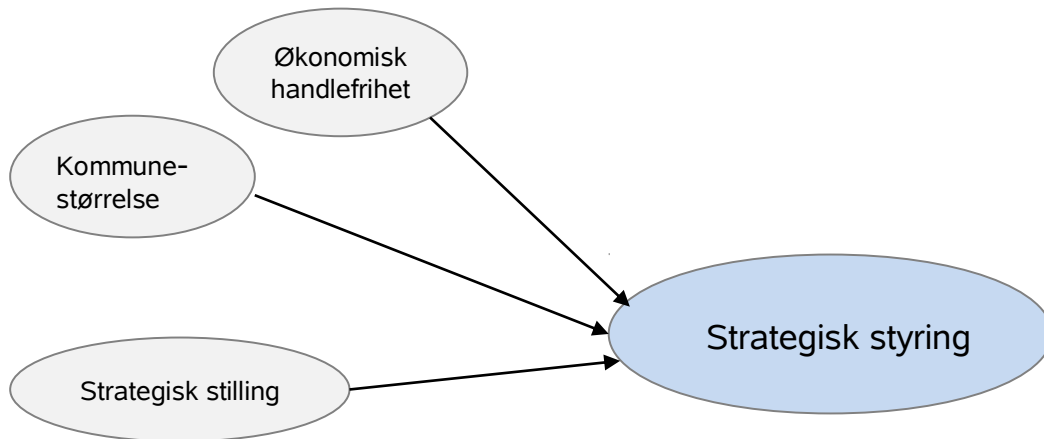 Økonomisk
handlefrihet
Kommune-
størrelse
Strategisk styring
Strategisk stilling